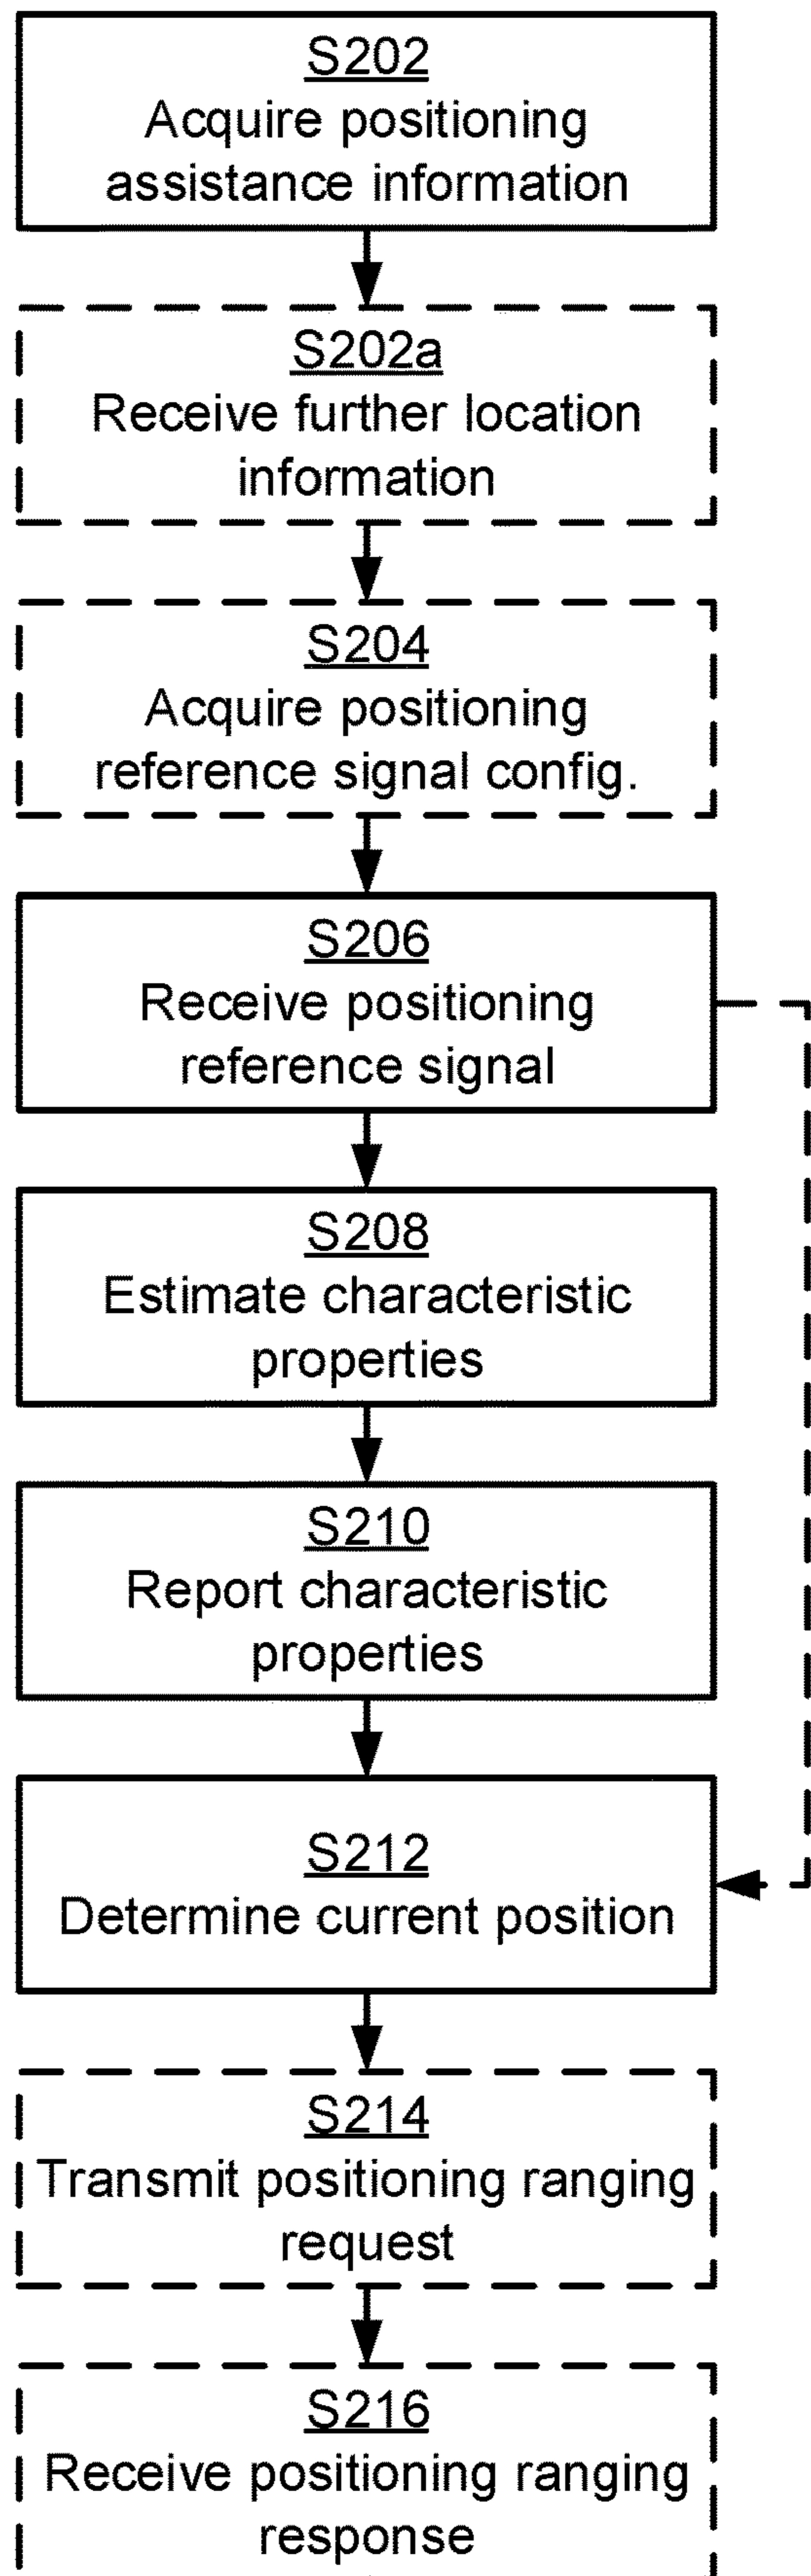 S202
Acquire positioning
assistance information
S202a
Receive further location
information
S204
Acquire positioning
reference signal config.
S206
Receive positioning
reference signal
S208
Estimate characteristic
properties
S210
Report characteristic
properties
S212
Determine current position
S214
Transmit positioning ranging
request
S216
Receive positioning ranging
response